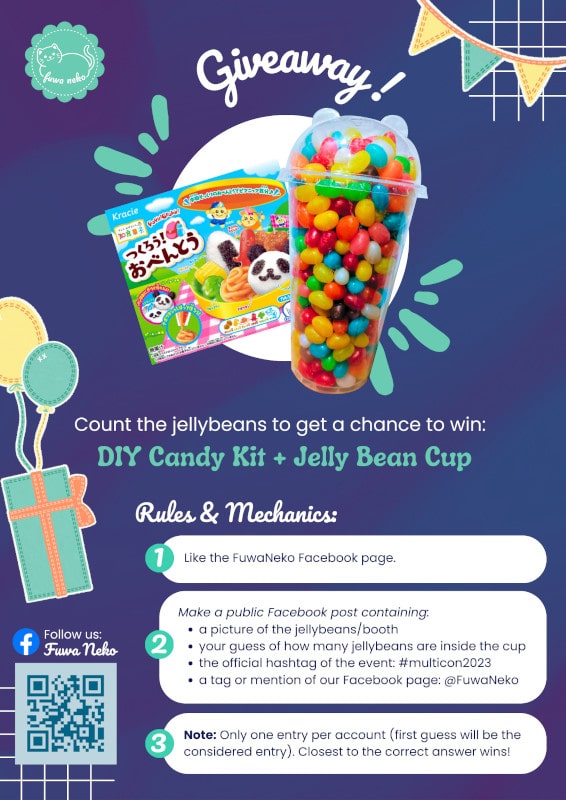 fuwa neko
Giveaway!
Kracie
つくろう!
おべんとう
Count the jellybeans to get a chance to win:
DIY Candy Kit + Jelly Bean Cup
Rules & Mechanics:
1
Like the FuwaNeko Facebook page.
2
Make a public Facebook post containing:
• a picture of the jellybeans/booth
• your guess of how many jellybeans are inside the cup
• the official hashtag of the event: #multicon2023
• a tag or mention of our Facebook page: @FuwaNeko
Follow us:
Fuwa Neko
3
Note: Only one entry per account (first guess will be the
considered entry). Closest to the correct answer wins!